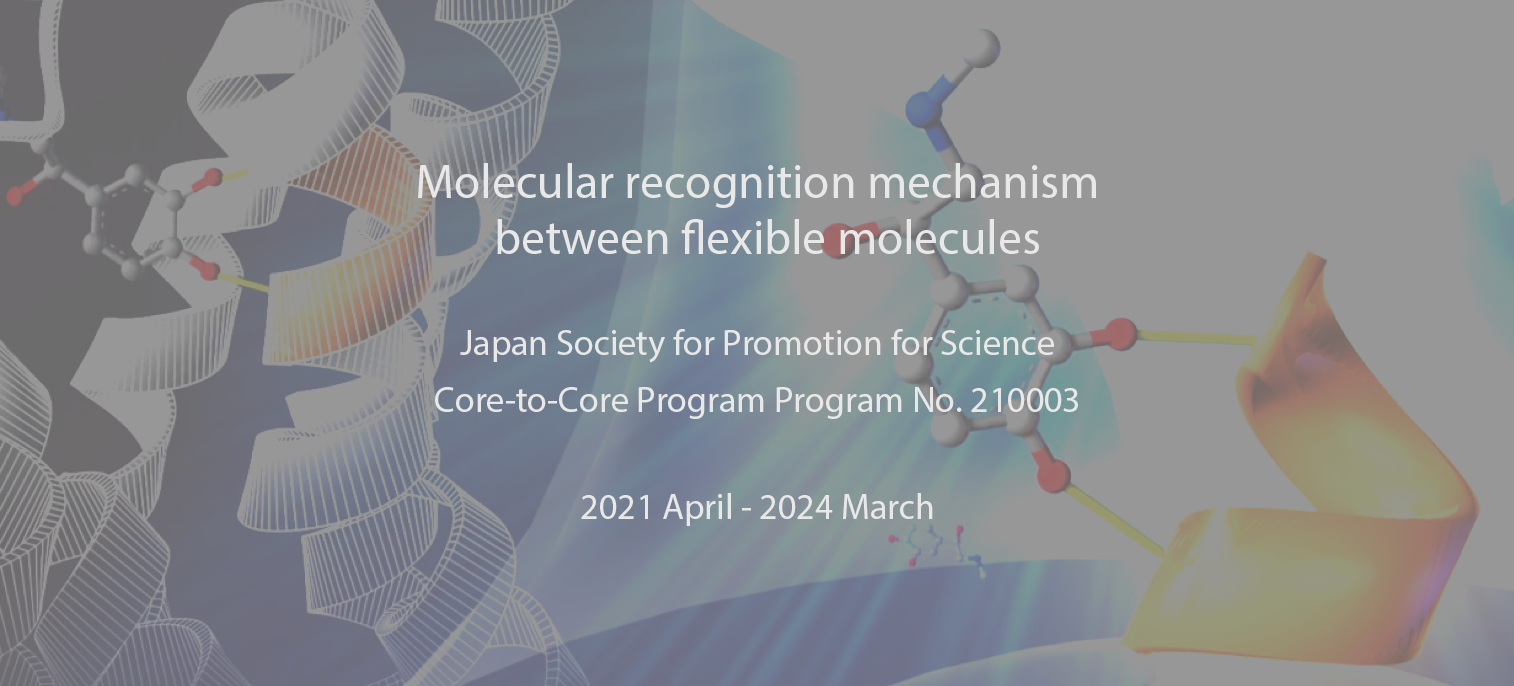 Molecular recognition mechanism
between flexible molecules
Japan Society for Promotion for Science
Core-to-Core Program Program No. 210003
2021 April - 2024 March